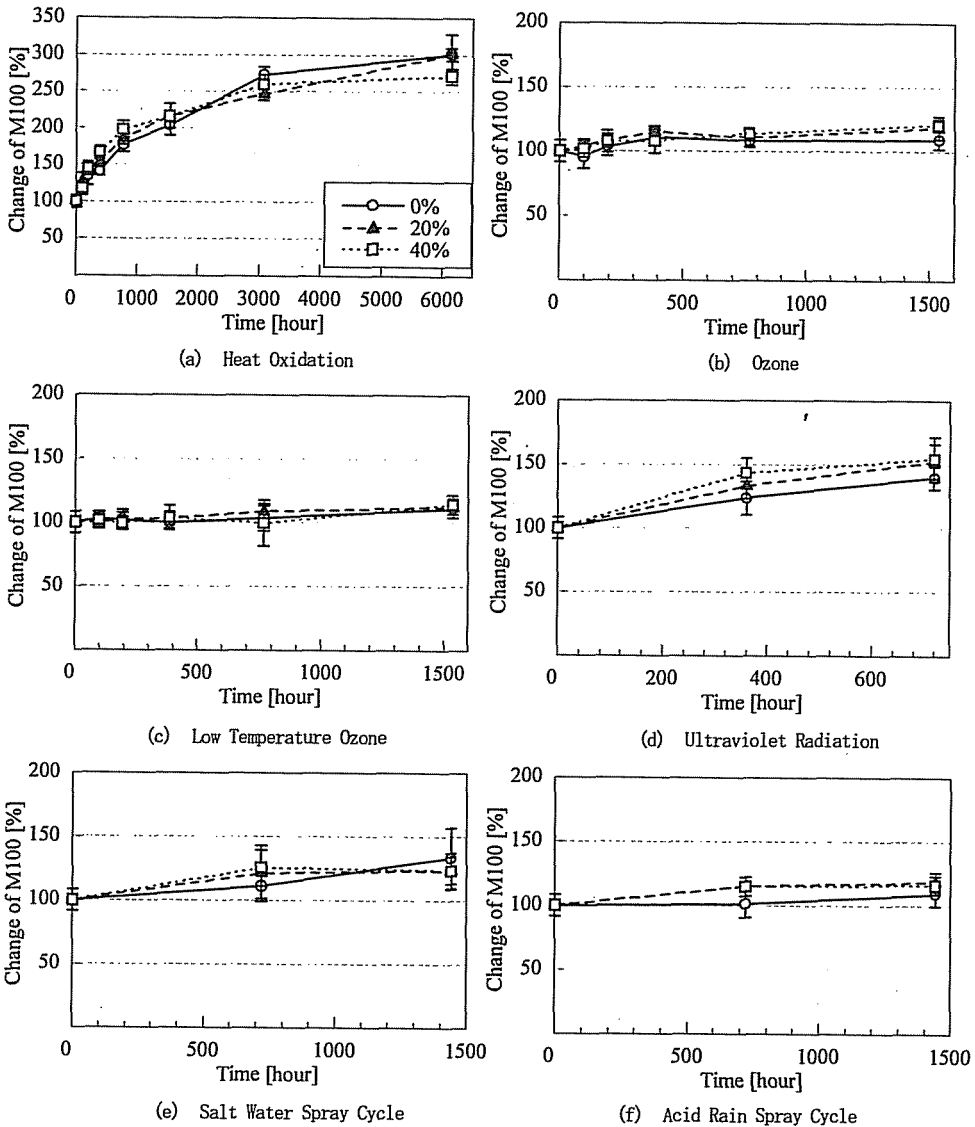 350
300
250
200
150
100
50
Change of M100 [%]
0%
20%
40%
0 1000 2000 3000 4000 5000 6000
Time [hour]
(a) Heat Oxidation
200
150
100
50
Change of M100 [%]
0 500 1000 1500
Time [hour]
(b) Ozone
200
150
100
50
Change of M100 [%]
0 500 1000 1500
Time [hour]
(c) Low Temperature Ozone
200
150
100
50
Change of M100 [%]
0 200 400 600
Time [hour]
(d) Ultraviolet Radiation
200
150
100
50
Change of M100 [%]
0 500 1000 1500
Time [hour]
(e) Salt Water Spray Cycle
200
150
100
50
Change of M100 [%]
0 500 1000 1500
Time [hour]
(f) Acid Rain Spray Cycle